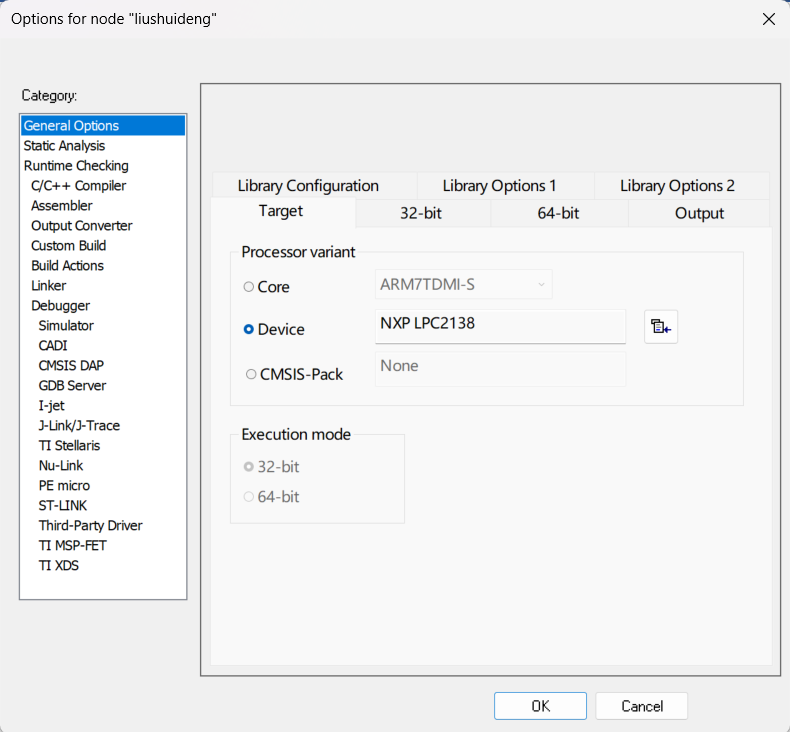 Options for node "liushuideng"
Category:
General Options
Static Analysis
Runtime Checking
C/C++ Compiler
Assembler
Output Converter
Custom Build
Build Actions
Linker
Debugger
Simulator
CADI
CMSIS DAP
GDB Server
I-jet
J-Link/J-Trace
TI Stellaris
Nu-Link
PE micro
ST-LINK
Third-Party Driver
TI MSP-FET
TI XDS
Library Configuration Library Options 1 Library Options 2
Target 32-bit 64-bit Output
Processor variant
Core ARM7TDMI-S
Device NXP LPC2138
CMSIS-Pack None
Execution mode
32-bit
64-bit
OK Cancel